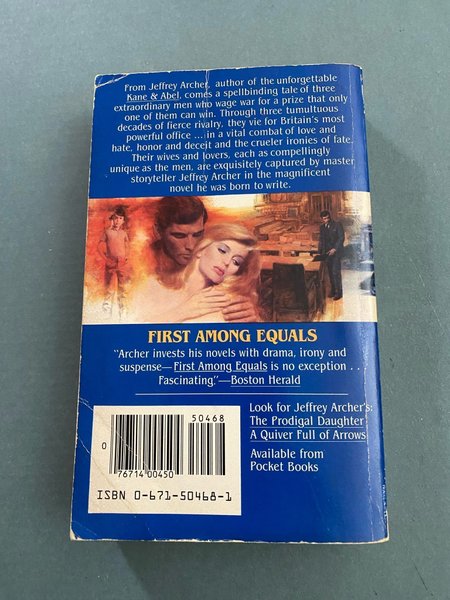 From Jeffrey Archer, author of the unforgettable
Kane & Abel, comes a spellbinding tale of three
extraordinary men who wage war for a prize that only
one of them can win. Through three tumultuous
decades of fierce rivalry, they vie for Britain's most
powerful office ... in a vital combat of love and
hate, honor and deceit and the crueler ironies of fate.
Their wives and lovers, each as compellingly
unique as the men, are exquisitely captured by master
storyteller Jeffrey Archer in the magnificent
novel he was born to write.
FIRST AMONG EQUALS
"Archer invests his novels with drama, irony and
suspense—First Among Equals is no exception . . .
Fascinating."—Boston Herald
50468
0
76714 00450
ISBN 0-671-50468-1
Look for Jeffrey Archer's:
The Prodigal Daughter
A Quiver Full of Arrows
Available from
Pocket Books